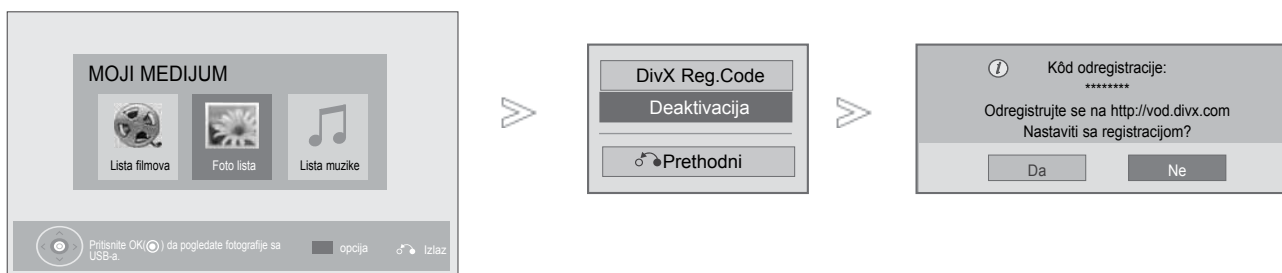 MOJI MEDIJUM
Lista filmova
Foto lista
Lista muzike
Pritisnite OK(◉) da pogledate fotografije sa
USB-a.
opcija
Izlaz
DivX Reg.Code
Deaktivacija
Prethodni
Kôd odregistracije:
********
Odregistrujte se na http://vod.divx.com
Nastaviti sa registracijom?
Da
Ne